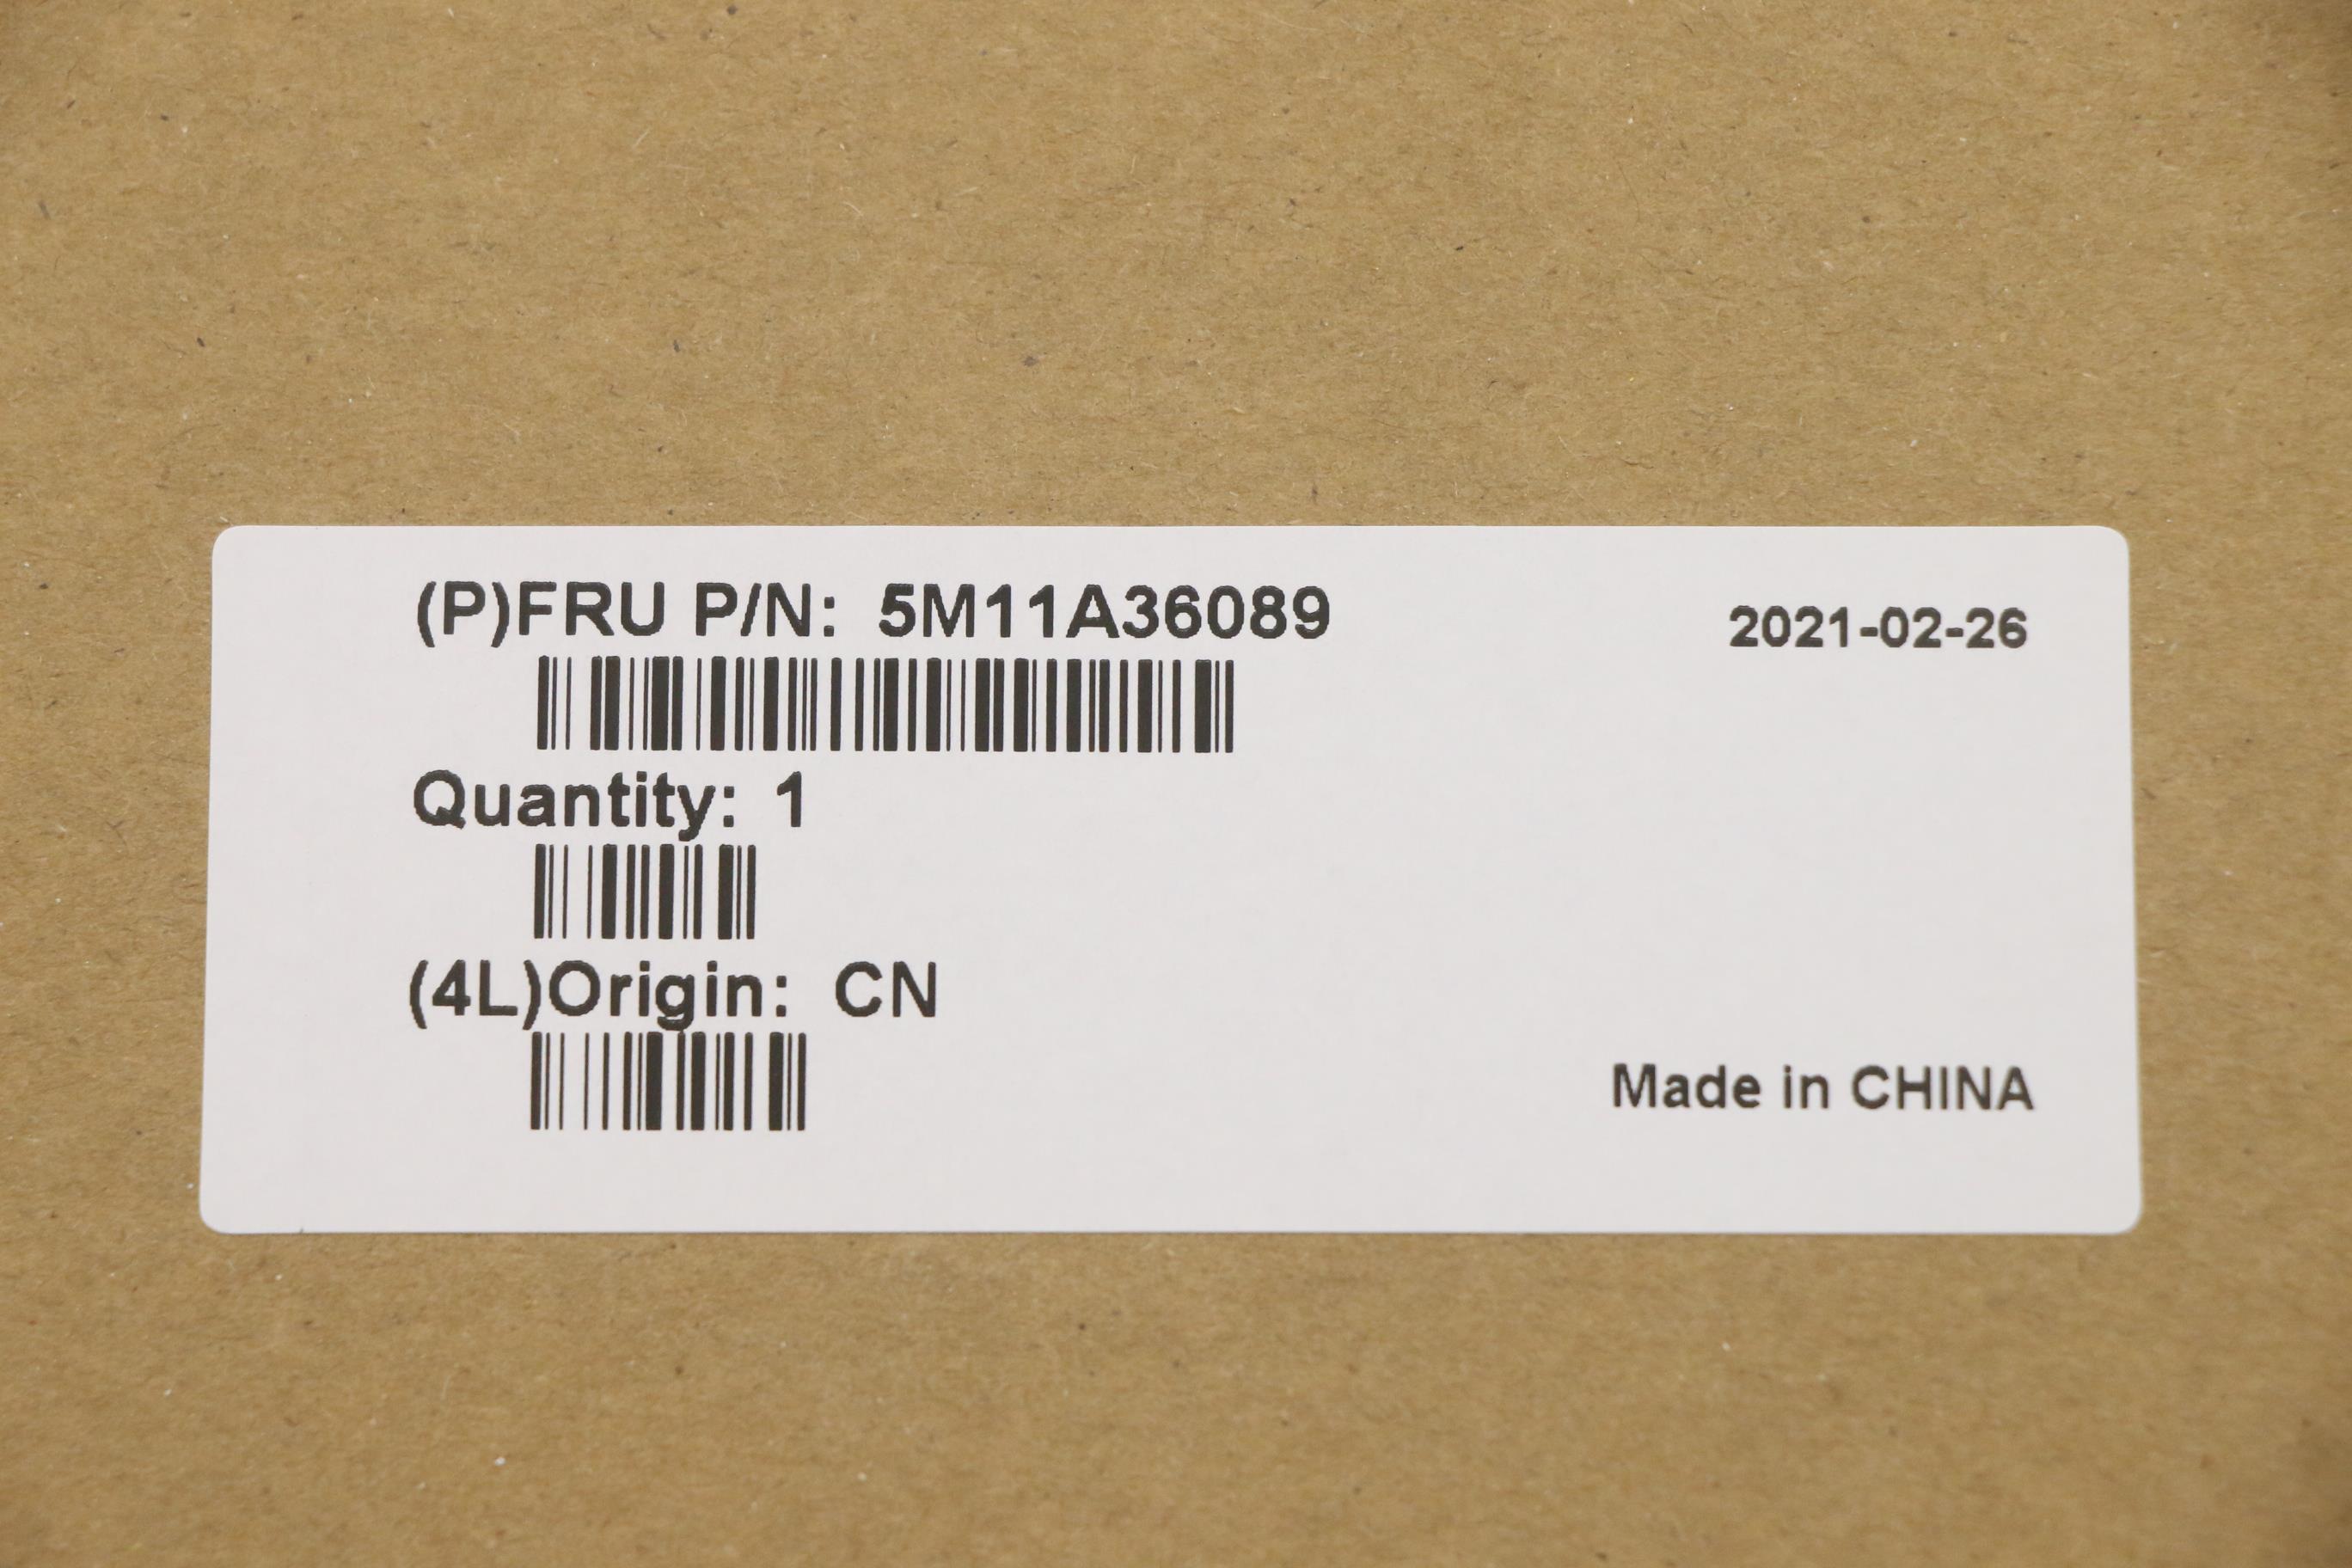 (P)FRU P/N: 5M11A36089
2021-02-26
Quantity: 1
(4L)Origin: CN
Made in CHINA